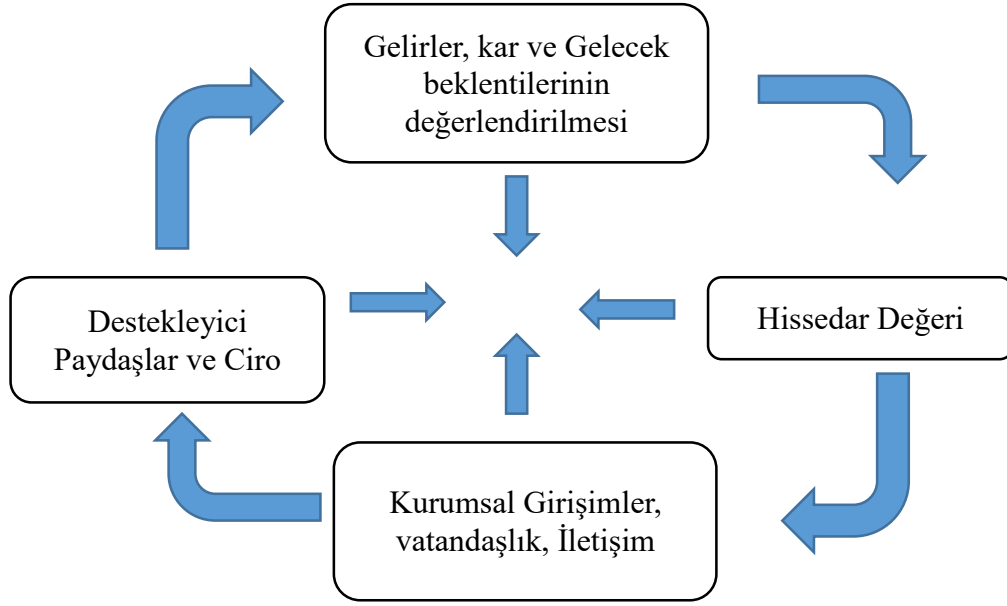 Gelirler, kar ve Gelecek
beklentilerinin
değerlendirilmesi
Destekleyici
Paydaşlar ve Ciro
Hissedar Değeri
Kurumsal Girişimler,
vatandaşlık, İletişim